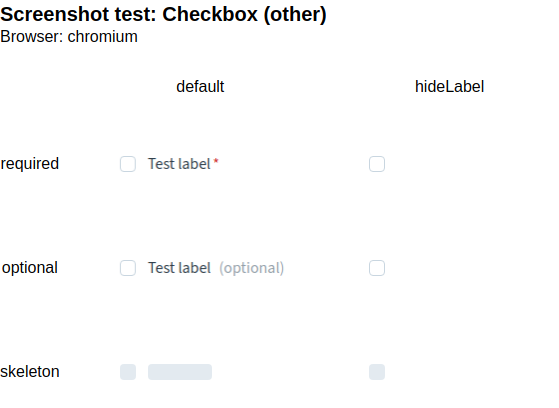 Screenshot test: Checkbox (other)
Browser: chromium
default hideLabel
required Test label*
optional Test label (optional)
skeleton